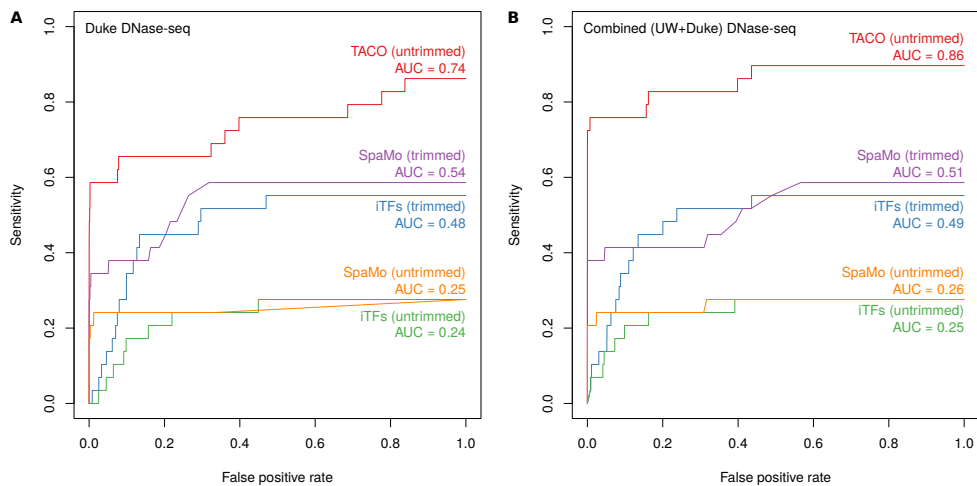 A
Duke DNase-seq
TACO (untrimmed)
AUC = 0.74
SpaMo (trimmed)
AUC = 0.54
iTFs (trimmed)
AUC = 0.48
SpaMo (untrimmed)
AUC = 0.25
iTFs (untrimmed)
AUC = 0.24
Sensitivity
1.0
0.8
0.6
0.4
0.2
0.0
0.0 0.2 0.4 0.6 0.8 1.0
False positive rate
B
Combined (UW+Duke) DNase-seq
TACO (untrimmed)
AUC = 0.86
SpaMo (trimmed)
AUC = 0.51
iTFs (trimmed)
AUC = 0.49
SpaMo (untrimmed)
AUC = 0.26
iTFs (untrimmed)
AUC = 0.25
Sensitivity
1.0
0.8
0.6
0.4
0.2
0.0
0.0 0.2 0.4 0.6 0.8 1.0
False positive rate